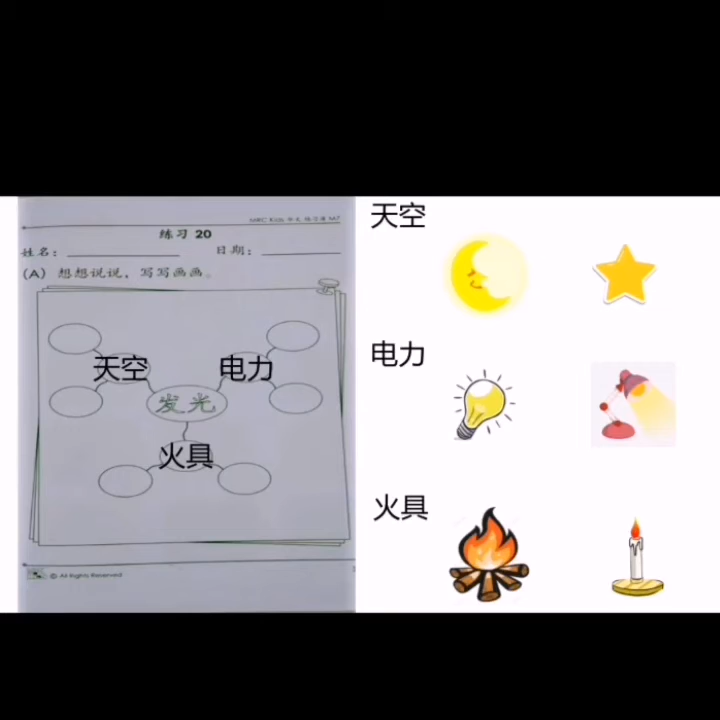 MRC Kids 华文 练习簿 M7
练习 20
姓名：
日期：
(A) 想想说说，写写画画。
天空
电力
发光
火具
© All Rights Reserved
天空
电力
火具